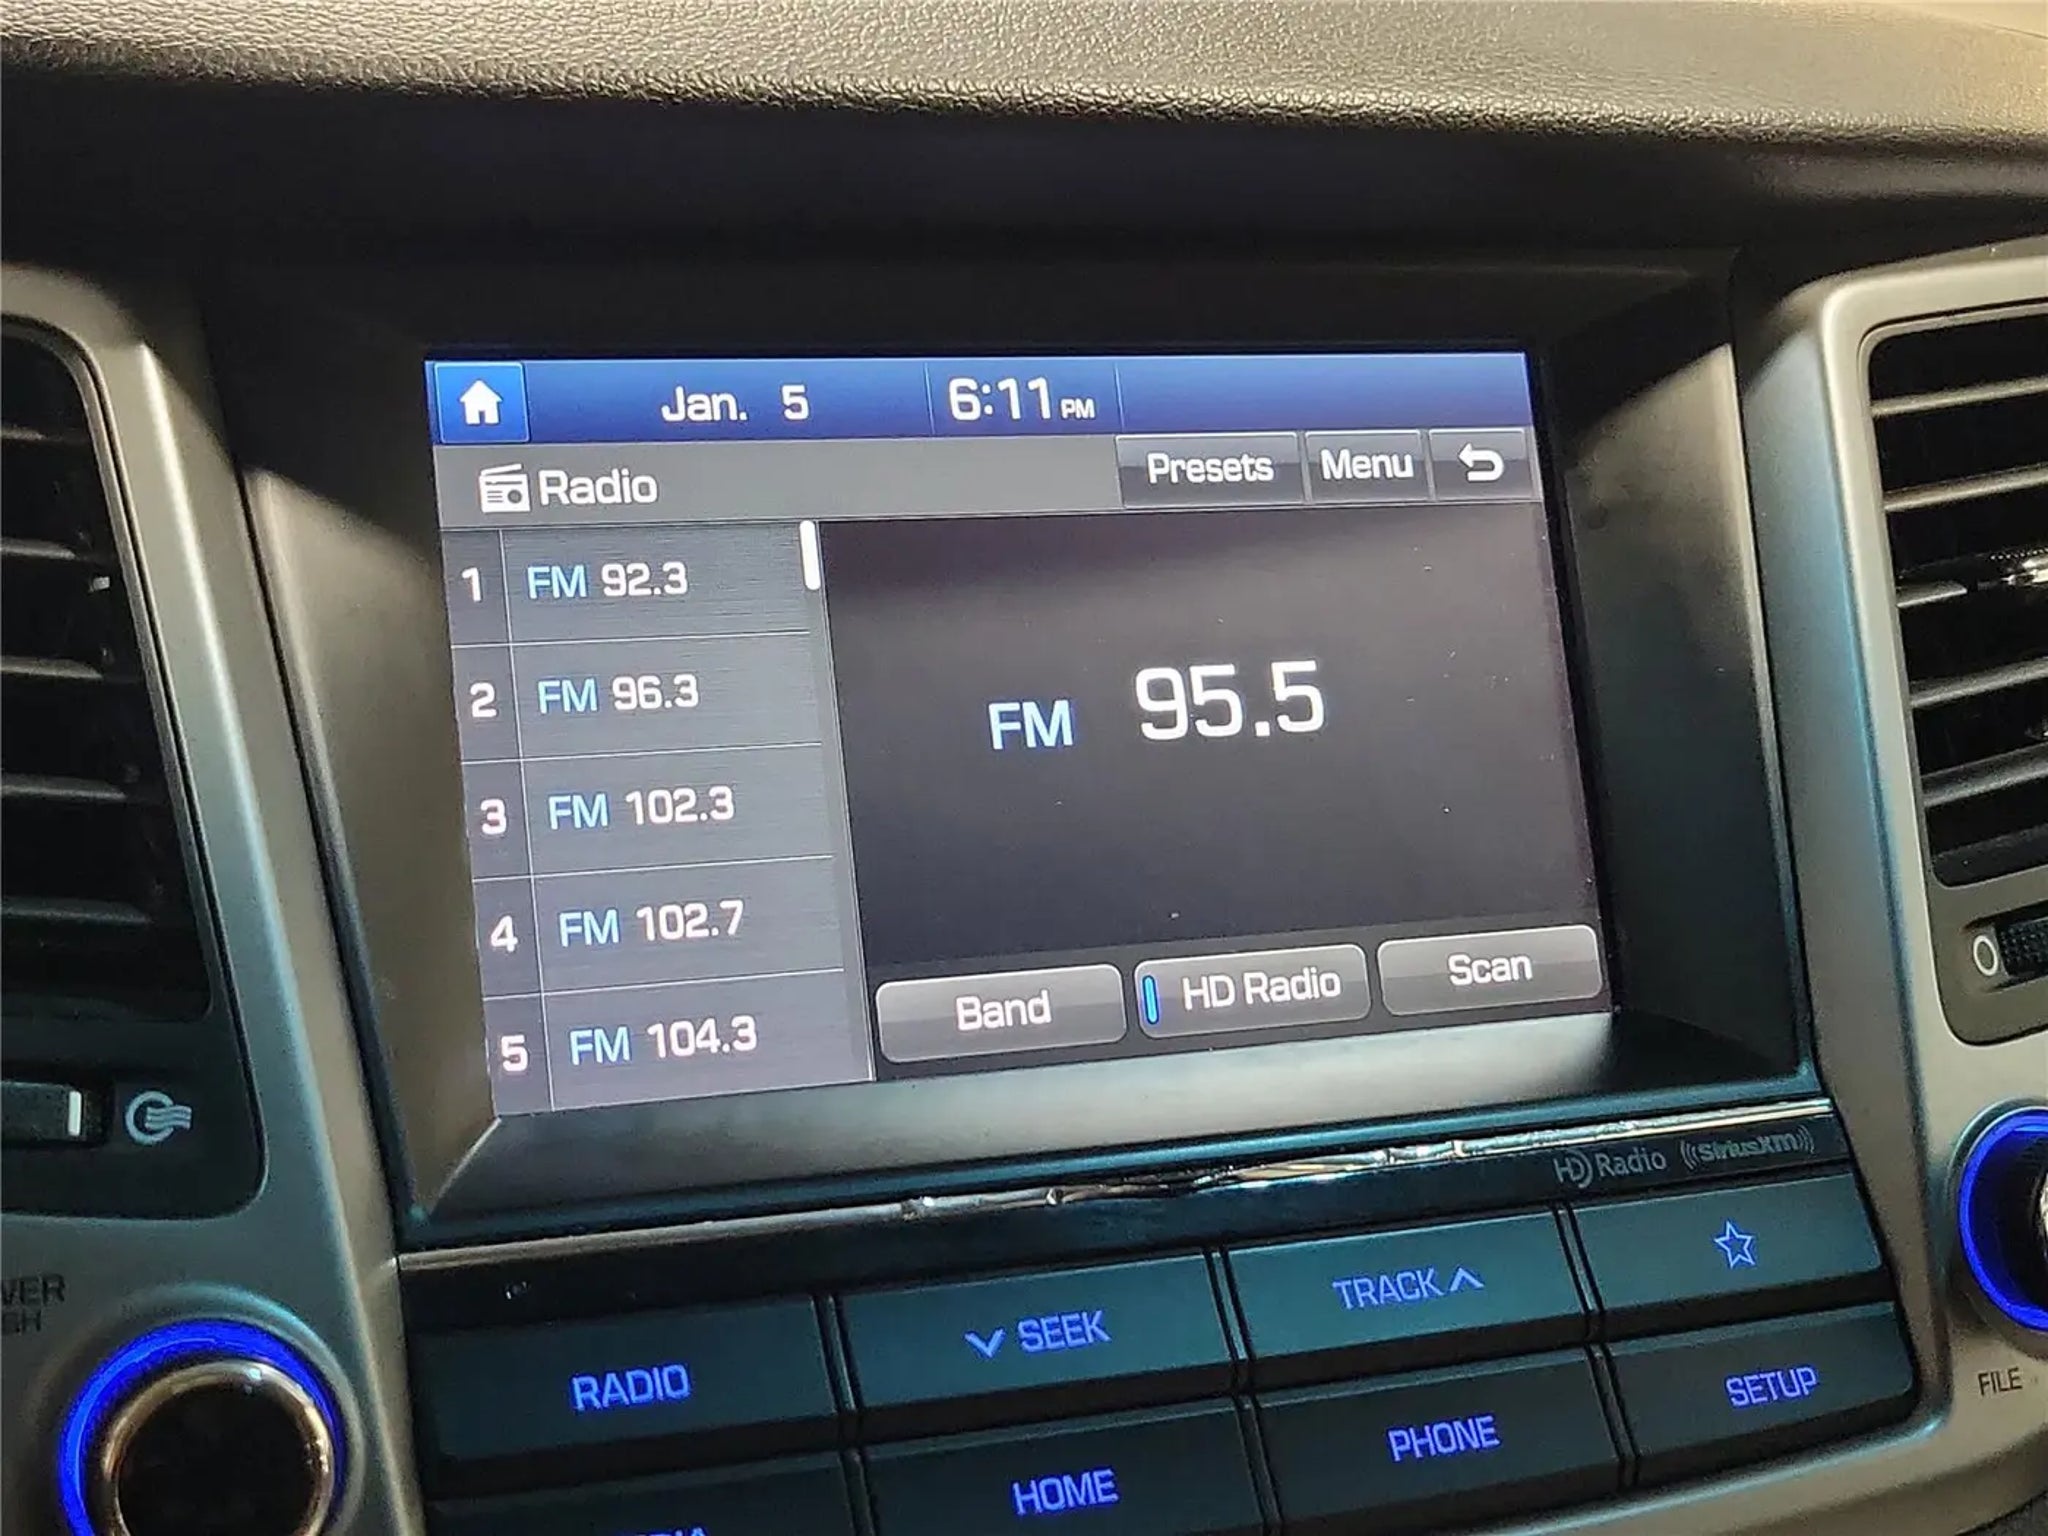 Jan. 5 6:11 PM
Radio Presets Menu
1 FM 92.3
2 FM 96.3
3 FM 102.3
4 FM 102.7
5 FM 104.3
FM 95.5
Band HD Radio Scan
HD Radio SiriusXM
RADIO SEEK TRACK
HOME PHONE SETUP
FILE